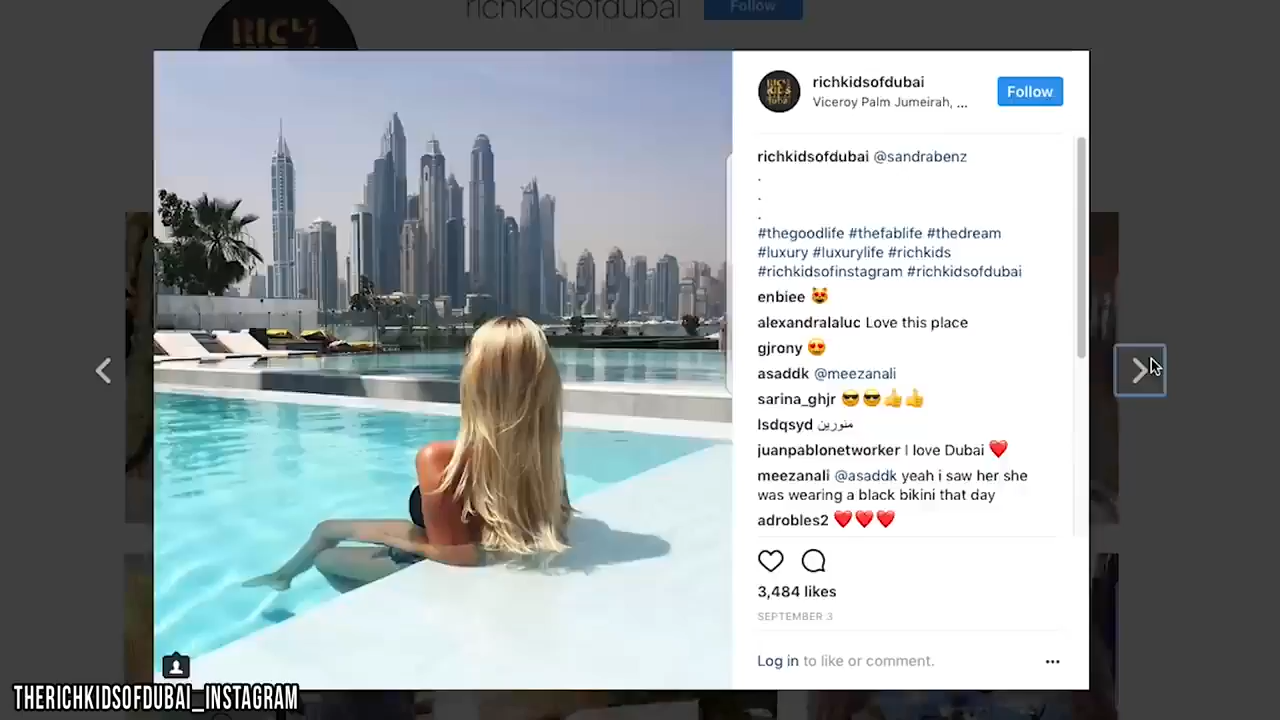 richkidsofdubai
Follow
RICH
richkidsofdubai
Viceroy Palm Jumeirah, ...
Follow
richkidsofdubai @sandrabenz
.
.
.
#thegoodlife #thefablife #thedream
#luxury #luxurylife #richkids
#richkidsofinstagram #richkidsofdubai
enbiee 😻
alexandralaluc Love this place
gjrony 😍
asaddk @meezanali
sarina_ghjr 😎😎👍👍
lsdqsyd منورين
juanpablonetworker I love Dubai ❤️
meezanali @asaddk yeah i saw her she
was wearing a black bikini that day
adrobles2 ❤️❤️❤️
3,484 likes
SEPTEMBER 3
Log in to like or comment.
THERICHKIDSOFDUBAI_INSTAGRAM